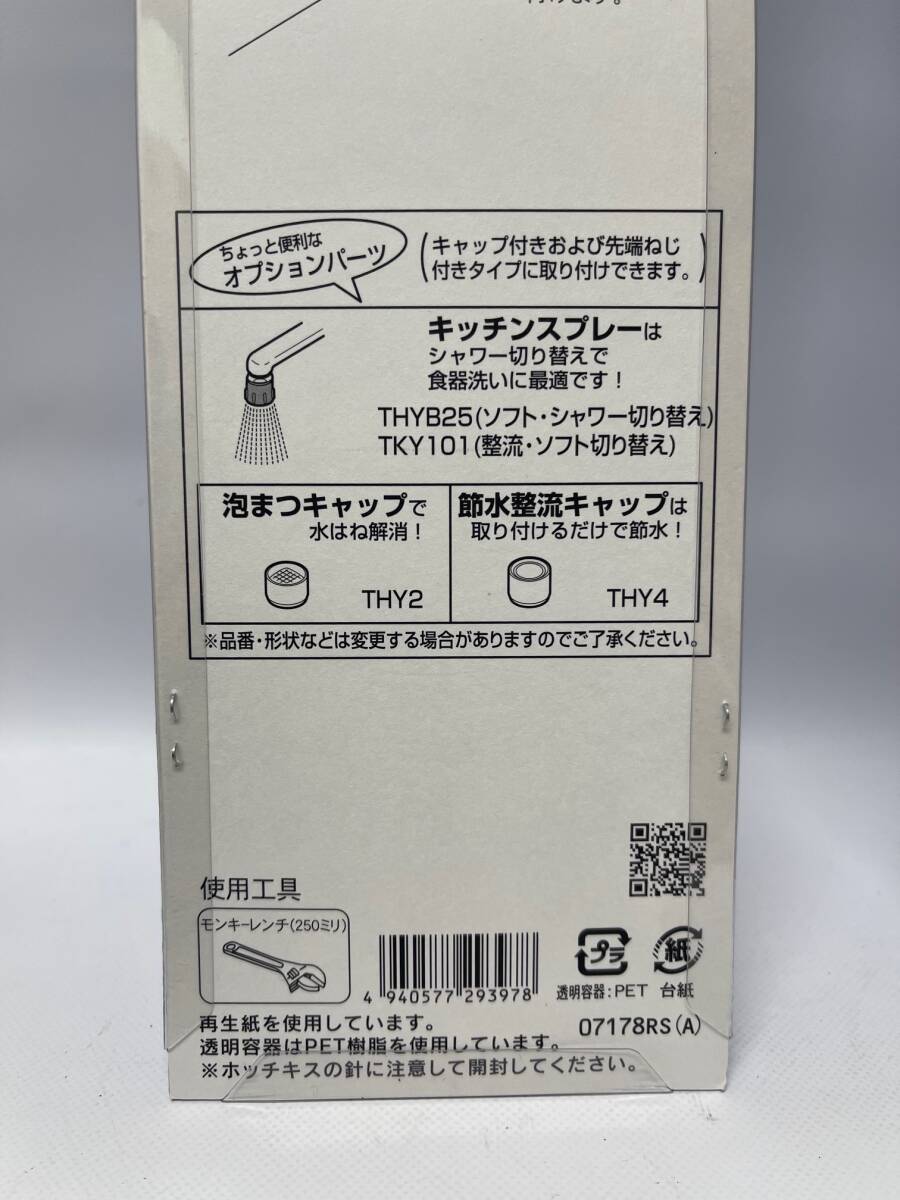 付けます。
ちょっと便利な
オプションパーツ
(キャップ付きおよび先端ねじ
付きタイプに取り付けできます。)
キッチンスプレーは
シャワー切り替えで
食器洗いに最適です！
THYB25(ソフト・シャワー切り替え)
TKY101(整流・ソフト切り替え)
泡まつキャップで
水はね解消！
THY2
節水整流キャップは
取り付けるだけで節水！
THY4
※品番・形状などは変更する場合がありますのでご了承ください。
使用工具
モンキーレンチ(250ミリ)
4 940577 293978
プラ
透明容器:PET
紙
台紙
07178RS(A)
再生紙を使用しています。
透明容器はPET樹脂を使用しています。
※ホッチキスの針に注意して開封してください。